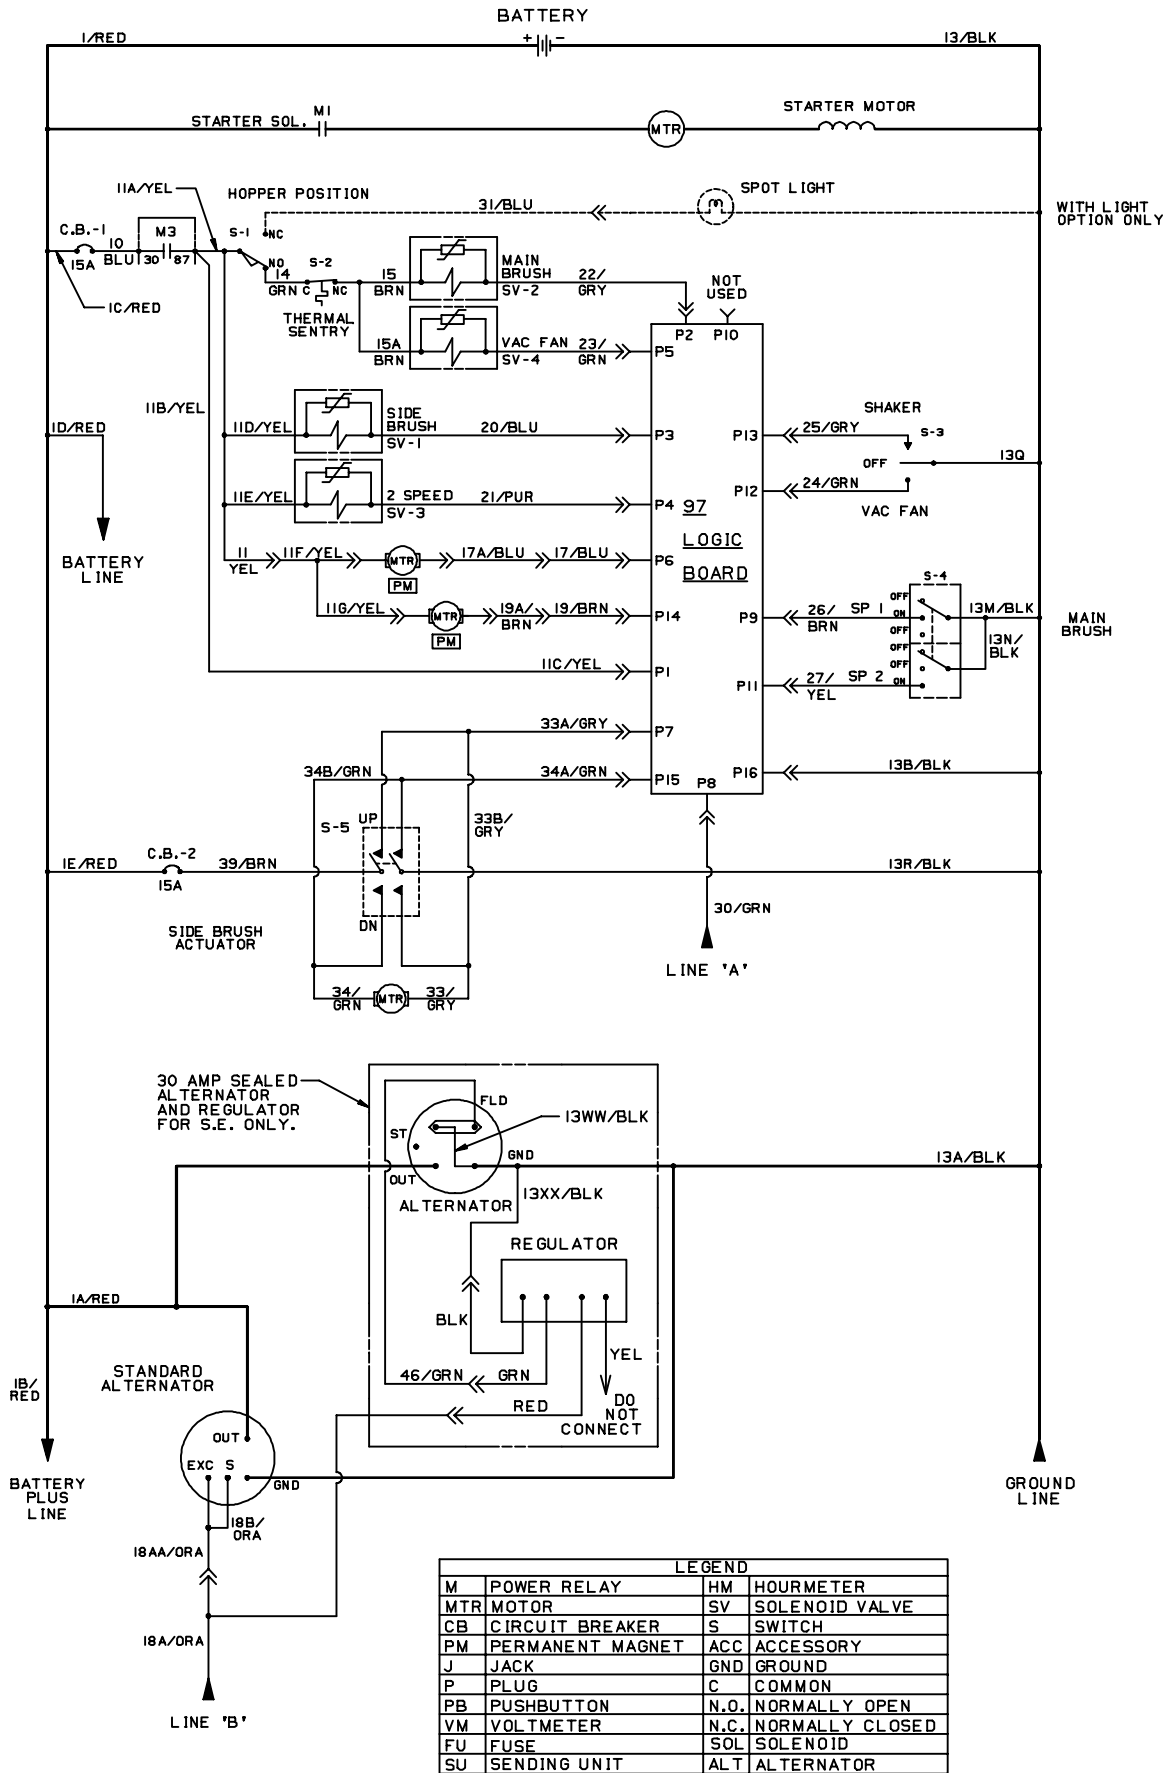 BATTERY
1/RED
+ -
13/BLK
STARTER SOL.
M1
MTR
STARTER MOTOR
11A/YEL
HOPPER POSITION
31/BLU
SPOT LIGHT
WITH LIGHT
OPTION ONLY
C.B.-1
15A
10
BLU
M3
30 87
S-1
NC
NO
14
GRN
S-2
C NC
THERMAL
SENTRY
1C/RED
15
BRN
MAIN
BRUSH
SV-2
22/
GRY
NOT
USED
15A
BRN
VAC FAN
SV-4
23/
GRN
P2
P10
P5
11B/YEL
1D/RED
BATTERY
LINE
11D/YEL
SIDE
BRUSH
SV-1
20/BLU
P3
P13
25/GRY
SHAKER
S-3
OFF
13Q
11E/YEL
2 SPEED
SV-3
21/PUR
P4
P12
24/GRN
VAC FAN
97
LOGIC
BOARD
11
YEL
11F/YEL
MTR
PM
17A/BLU
17/BLU
P6
11G/YEL
MTR
PM
19A/
BRN
19/BRN
P14
P9
26/
BRN
SP 1
S-4
OFF
ON
OFF
OFF
OFF
ON
13M/BLK
13N/
BLK
MAIN
BRUSH
11C/YEL
P1
P11
27/
YEL
SP 2
33A/GRY
P7
34B/GRN
34A/GRN
P15
P8
P16
13B/BLK
S-5
UP
DN
33B/
GRY
1E/RED
C.B.-2
15A
39/BRN
13R/BLK
SIDE BRUSH
ACTUATOR
30/GRN
LINE 'A'
34/
GRN
MTR
33/
GRY
30 AMP SEALED
ALTERNATOR
AND REGULATOR
FOR S.E. ONLY.
FLD
ST
OUT
GND
13WW/BLK
ALTERNATOR
13XX/BLK
13A/BLK
REGULATOR
BLK
46/GRN
GRN
YEL
RED
DO
NOT
CONNECT
1A/RED
1B/
RED
STANDARD
ALTERNATOR
OUT
EXC S
GND
BATTERY
PLUS
LINE
GROUND
LINE
18B/
ORA
18AA/ORA
18A/ORA
LINE 'B'
LEGEND
M POWER RELAY HM HOURMETER
MTR MOTOR SV SOLENOID VALVE
CB CIRCUIT BREAKER S SWITCH
PM PERMANENT MAGNET ACC ACCESSORY
J JACK GND GROUND
P PLUG C COMMON
PB PUSHBUTTON N.O. NORMALLY OPEN
VM VOLTMETER N.C. NORMALLY CLOSED
FU FUSE SOL SOLENOID
SU SENDING UNIT ALT ALTERNATOR